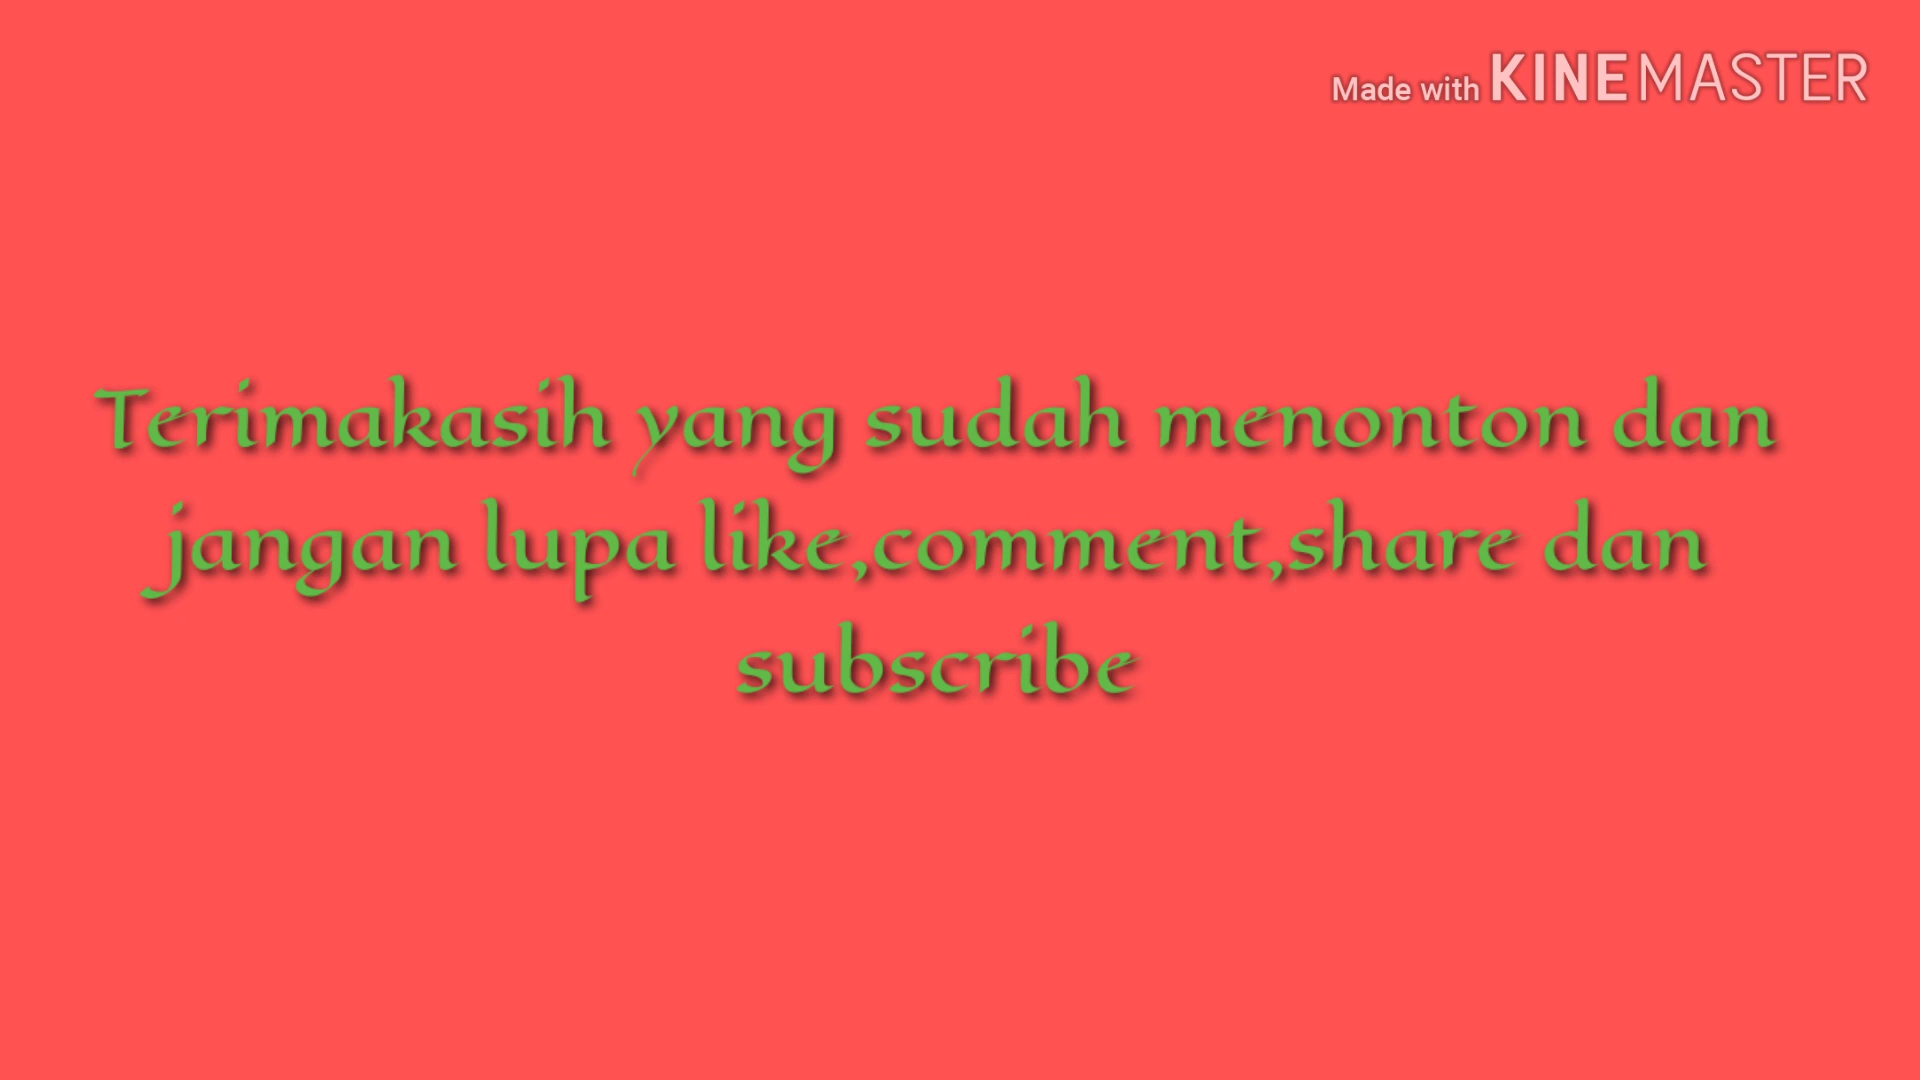 Made with KINEMASTER
Terimakasih yang sudah menonton dan
jangan lupa like,comment,share dan
subscribe